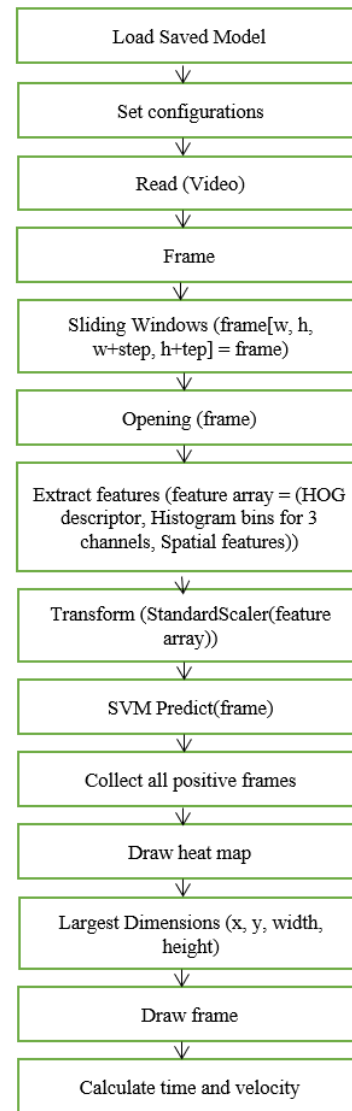 Load Saved Model
Set configurations
Read (Video)
Frame
Sliding Windows (frame[w, h,
w+step, h+tep] = frame)
Opening (frame)
Extract features (feature array = (HOG
descriptor, Histogram bins for 3
channels, Spatial features))
Transform (StandardScaler(feature
array))
SVM Predict(frame)
Collect all positive frames
Draw heat map
Largest Dimensions (x, y, width,
height)
Draw frame
Calculate time and velocity